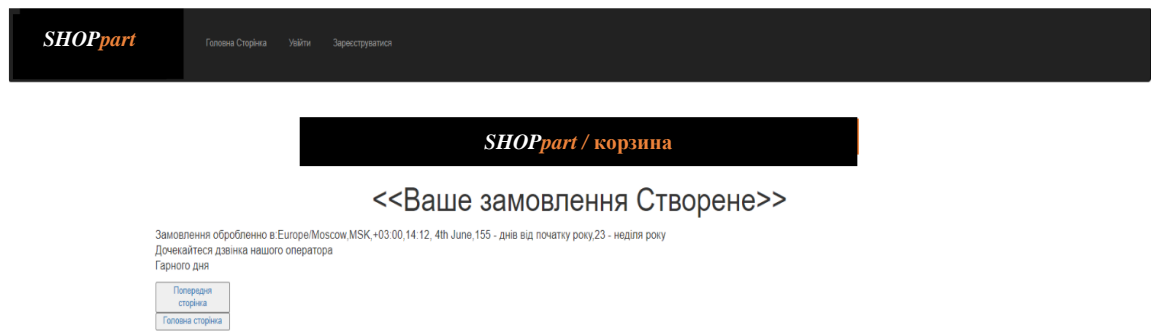 SHOPpart
Головна Сторінка Увійти Зареєструватися
SHOPpart / корзина
<<Ваше замовлення Створене>>
Замовлення обробленно в:Europe/Moscow,MSK,+03:00,14:12, 4th June,155 - днів від початку року,23 - неділя року
Дочекайтеся дзвінка нашого оператора
Гарного дня
Попередня
сторінка
Головна сторінка